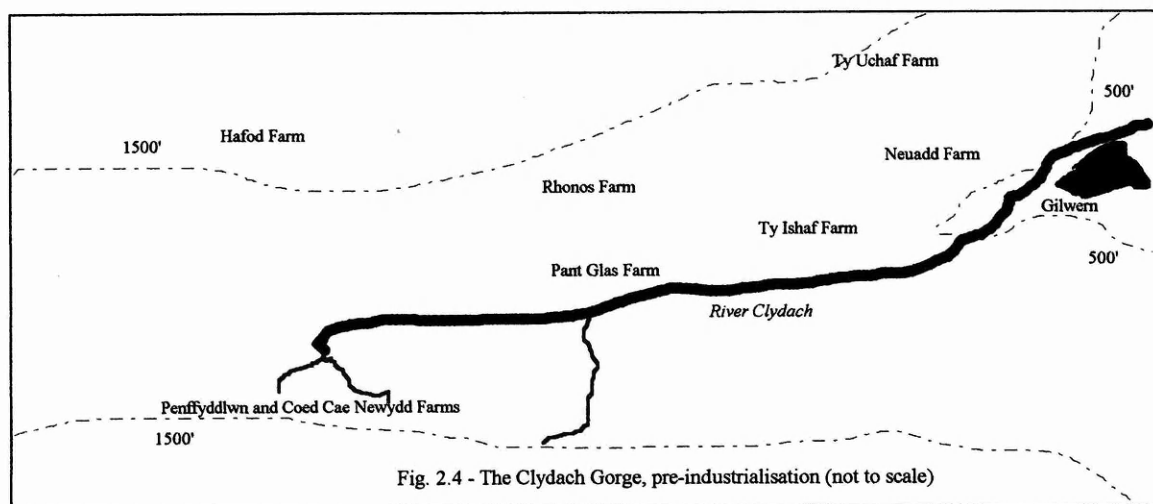 Ty Uchaf Farm
500'
Hafod Farm
1500'
Neuadd Farm
Rhonos Farm
Gilwern
Ty Ishaf Farm
500'
Pant Glas Farm
River Clydach
Penffyddlwn and Coed Cae Newydd Farms
1500'
Fig. 2.4 - The Clydach Gorge, pre-industrialisation (not to scale)